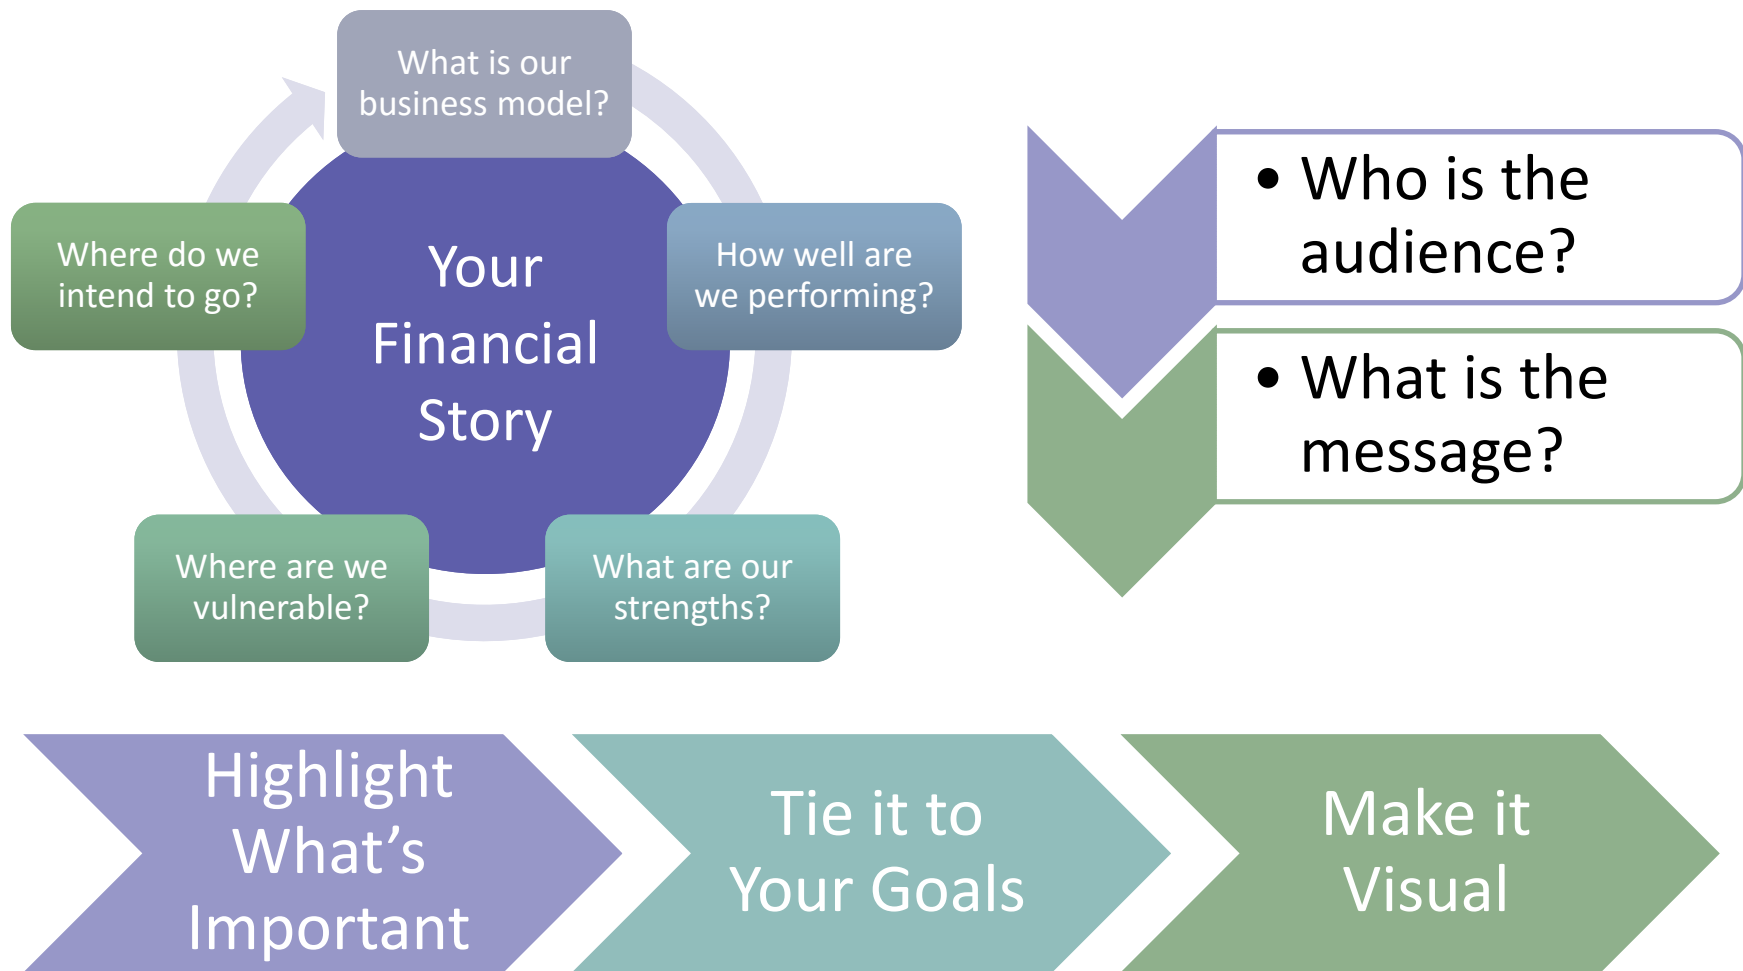 What is our
business model?
How well are
we performing?
What are our
strengths?
Where are we
vulnerable?
Where do we
intend to go?
Your
Financial
Story
• Who is the
audience?
• What is the
message?
Highlight
What’s
Important
Tie it to
Your Goals
Make it
Visual